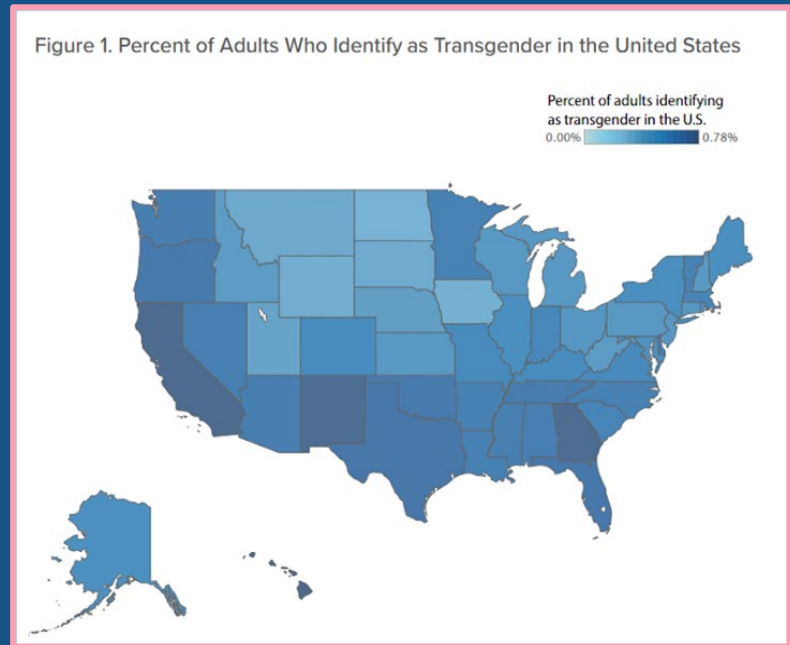 Figure 1. Percent of Adults Who Identify as Transgender in the United States
Percent of adults identifying
as transgender in the U.S.
0.00% 0.78%